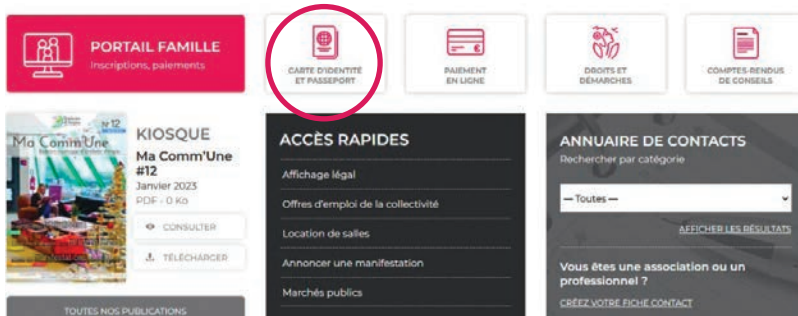 PORTAIL FAMILLE
Inscriptions, paiements
CARTE D'IDENTITÉ
ET PASSEPORT
PAIEMENT
EN LIGNE
DROITS ET
DÉMARCHES
COMPTES-RENDUS
DE CONSEILS
N°12
Ma Comm'Une
KIOSQUE
Ma Comm'Une
#12
Janvier 2023
PDF - 0 Ko
CONSULTER
TÉLÉCHARGER
TOUTES NOS PUBLICATIONS
ACCÈS RAPIDES
Affichage légal
Offres d'emploi de la collectivité
Location de salles
Annoncer une manifestation
Marchés publics
ANNUAIRE DE CONTACTS
Rechercher par catégorie
— Toutes —
AFFICHER LES RÉSULTATS
Vous êtes une association ou un
professionnel ?
CRÉEZ VOTRE FICHE CONTACT